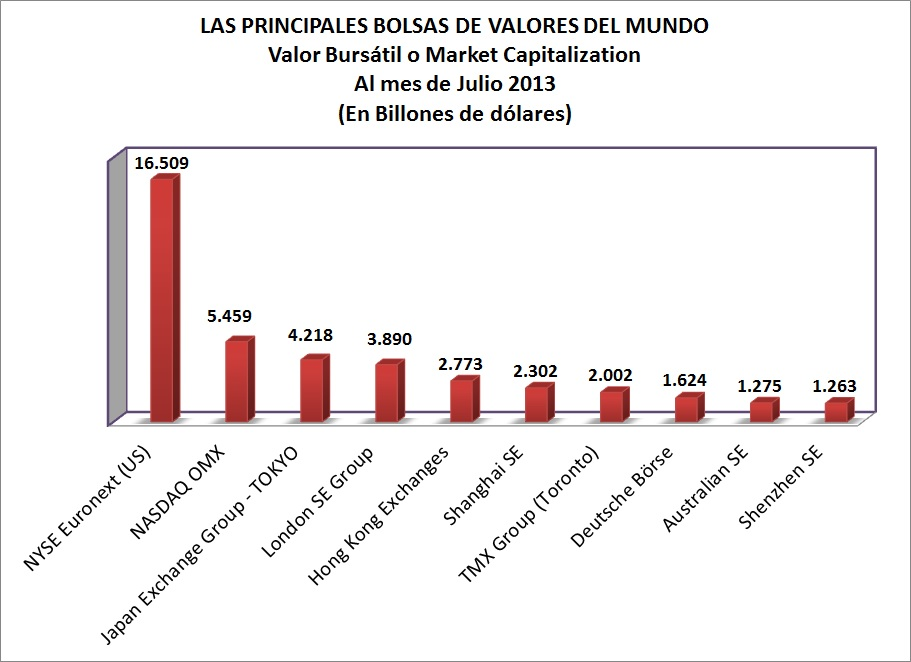 LAS PRINCIPALES BOLSAS DE VALORES DEL MUNDO
Valor Bursátil o Market Capitalization
Al mes de Julio 2013
(En Billones de dólares)
16.509
5.459
4.218
3.890
2.773
2.302
2.002
1.624
1.275
1.263
NYSE Euronext (US)
NASDAQ OMX
Japan Exchange Group - TOKYO
London SE Group
Hong Kong Exchanges
Shanghai SE
TMX Group (Toronto)
Deutsche Börse
Australian SE
Shenzhen SE